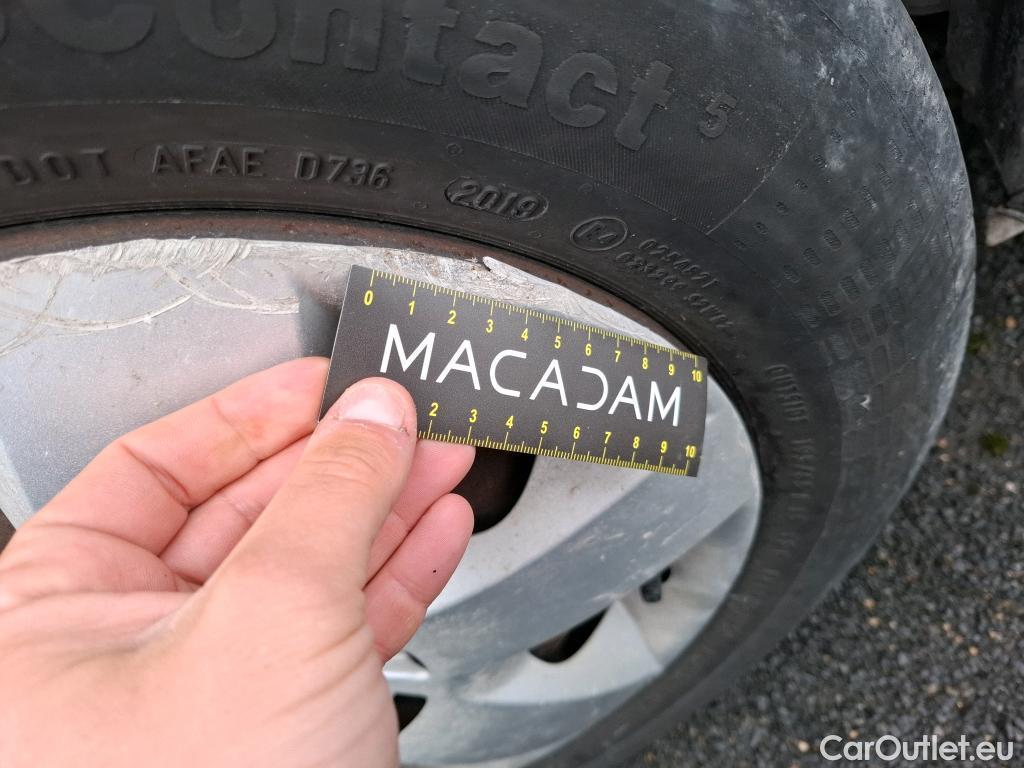 Contact 5
DOT AFAE D736 2019 E4
0 1 2 3 4 5 6 7 8 9 10
MACADAM
2 3 4 5 6 7 8 9 10
CarOutlet.eu